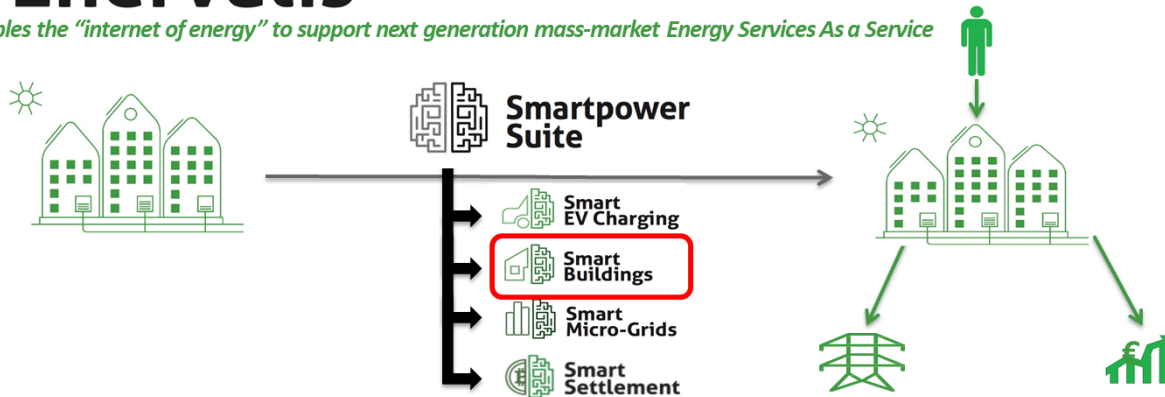 bles the “internet of energy” to support next generation mass-market Energy Services As a Service
Smartpower
Suite
Smart
EV Charging
Smart
Buildings
Smart
Micro-Grids
Smart
Settlement
£